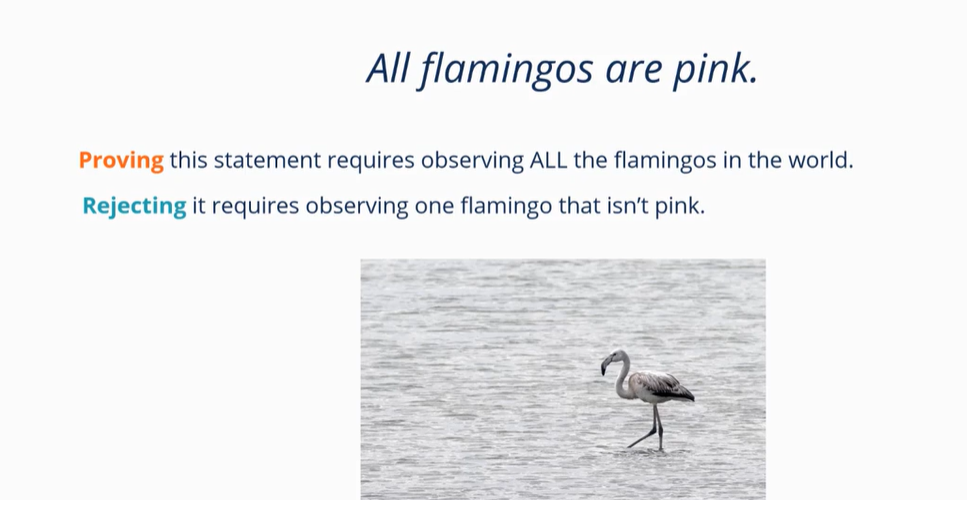 All flamingos are pink.
Proving this statement requires observing ALL the flamingos in the world.
Rejecting it requires observing one flamingo that isn’t pink.